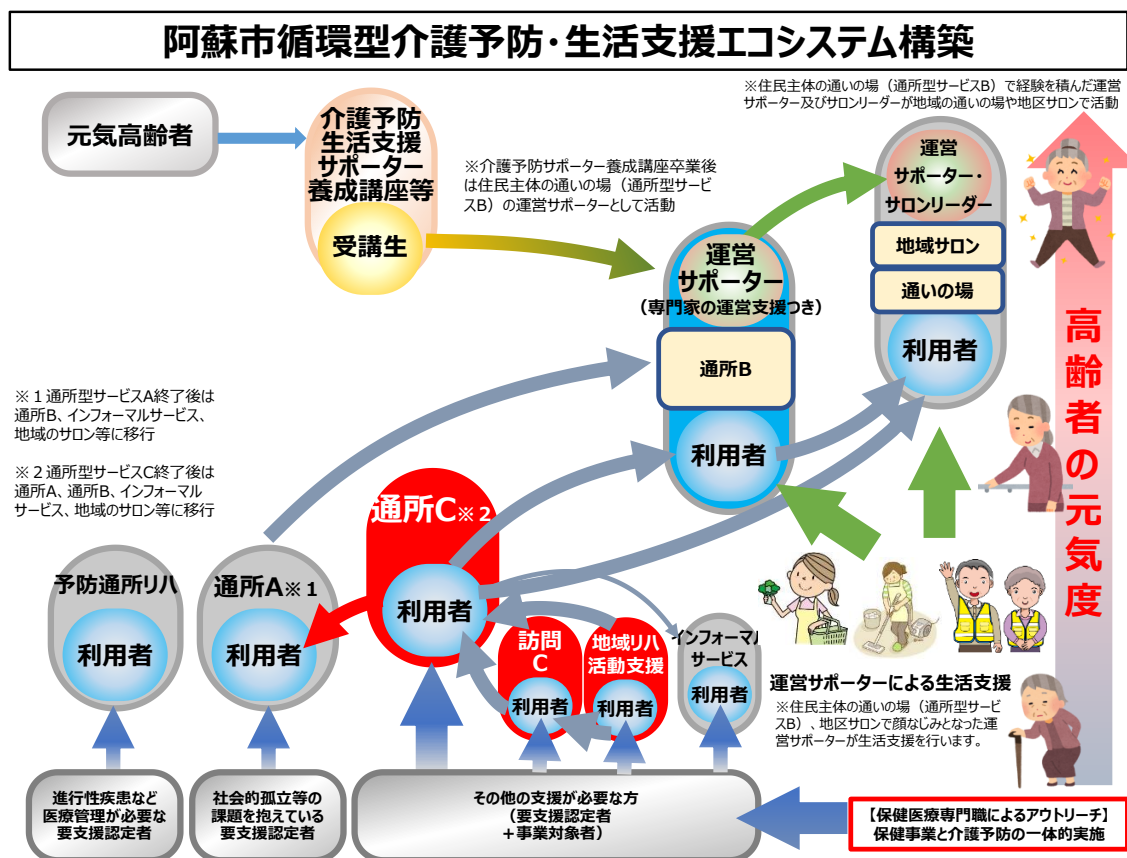 阿蘇市循環型介護予防・生活支援エコシステム構築
※住民主体の通いの場（通所型サービスB）で経験を積んだ運営
サポーター及びサロンリーダーが地域の通いの場や地区サロンで活動
元気高齢者
介護予防
生活支援
サポーター
養成講座等
受講生
※介護予防サポーター養成講座卒業後
は住民主体の通いの場（通所型サービ
スB）の運営サポーターとして活動
運営
サポーター・
サロンリーダー
地域サロン
通いの場
利用者
運営
サポーター
（専門家の運営支援つき）
通所B
利用者
高齢者の元気度
※１通所型サービスA終了後は
通所B、インフォーマルサービス、
地域のサロン等に移行
※２通所型サービスC終了後は
通所A、通所B、インフォーマル
サービス、地域のサロン等に移行
予防通所リハ
利用者
通所A※１
利用者
通所C※２
利用者
訪問
C
利用者
地域リハ
活動支援
利用者
インフォーマル
サービス
利用者
運営サポーターによる生活支援
※住民主体の通いの場（通所型サービ
スB）、地区サロンで顔なじみとなった運
営サポーターが生活支援を行います。
進行性疾患など
医療管理が必要な
要支援認定者
社会的孤立等の
課題を抱えている
要支援認定者
その他の支援が必要な方
（要支援認定者
＋事業対象者）
【保健医療専門職によるアウトリーチ】
保健事業と介護予防の一体的実施